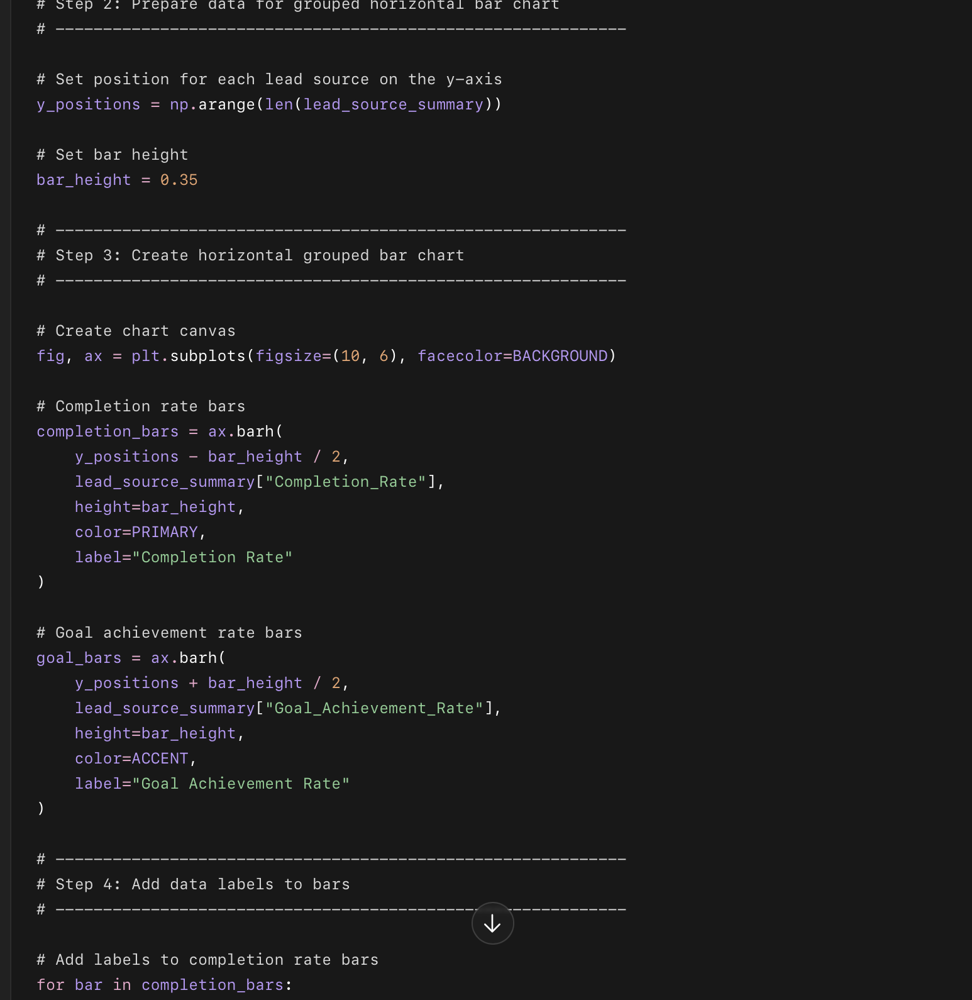 # Step 2: Prepare data for grouped horizontal bar chart
# ------------------------------------------------------------
# Set position for each lead source on the y-axis
y_positions = np.arange(len(lead_source_summary))
# Set bar height
bar_height = 0.35
# ------------------------------------------------------------
# Step 3: Create horizontal grouped bar chart
# ------------------------------------------------------------
# Create chart canvas
fig, ax = plt.subplots(figsize=(10, 6), facecolor=BACKGROUND)
# Completion rate bars
completion_bars = ax.barh(
    y_positions - bar_height / 2,
    lead_source_summary["Completion_Rate"],
    height=bar_height,
    color=PRIMARY,
    label="Completion Rate"
)
# Goal achievement rate bars
goal_bars = ax.barh(
    y_positions + bar_height / 2,
    lead_source_summary["Goal_Achievement_Rate"],
    height=bar_height,
    color=ACCENT,
    label="Goal Achievement Rate"
)
# ------------------------------------------------------------
# Step 4: Add data labels to bars
# ------------------------------------------------------------
# Add labels to completion rate bars
for bar in completion_bars: